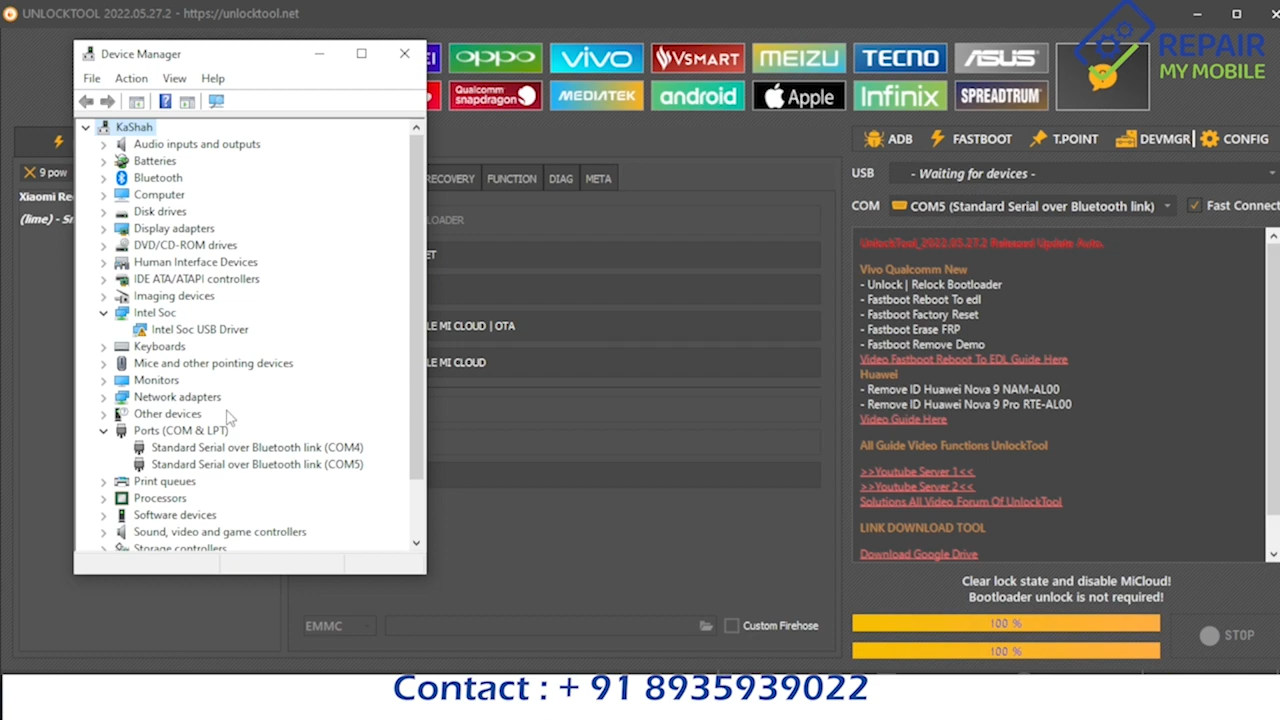 UNLOCKTOOL 2022.05.27.2 - https://unlocktool.net
REPAIR
MY MOBILE
Device Manager
File Action View Help
KaShah
Audio inputs and outputs
Batteries
Bluetooth
Computer
Disk drives
Display adapters
DVD/CD-ROM drives
Human Interface Devices
IDE ATA/ATAPI controllers
Imaging devices
Intel Soc
Intel Soc USB Driver
Keyboards
Mice and other pointing devices
Monitors
Network adapters
Other devices
Ports (COM & LPT)
Standard Serial over Bluetooth link (COM4)
Standard Serial over Bluetooth link (COM5)
Print queues
Processors
Software devices
Sound, video and game controllers
Storage controllers
EI oppo vivo VSMART MEIZU TECNO ASUS
Qualcomm snapdragon MEDIATEK android Apple Infinix SPREADTRUM
9 pow
Xiaomi Re
(lime) - Sn
RECOVERY FUNCTION DIAG META
LOADER
ET
LE MI CLOUD | OTA
LE MI CLOUD
EMMC
Custom Firehose
ADB FASTBOOT T.POINT DEVMGR CONFIG
USB - Waiting for devices -
COM COM5 (Standard Serial over Bluetooth link) Fast Connect
UnlockTool_2022.05.27.2 Released Update Auto.
Vivo Qualcomm New
- Unlock | Relock Bootloader
- Fastboot Reboot To edl
- Fastboot Factory Reset
- Fastboot Erase FRP
- Fastboot Remove Demo
Video Fastboot Reboot To EDL Guide Here
Huawei
- Remove ID Huawei Nova 9 NAM-AL00
- Remove ID Huawei Nova 9 Pro RTE-AL00
Video Guide Here
All Guide Video Functions UnlockTool
>>Youtube Server 1<<
>>Youtube Server 2<<
Solutions All Video Forum Of UnlockTool
LINK DOWNLOAD TOOL
Download Google Drive
Clear lock state and disable MiCloud!
Bootloader unlock is not required!
100 %
100 %
STOP
Contact : + 91 8935939022